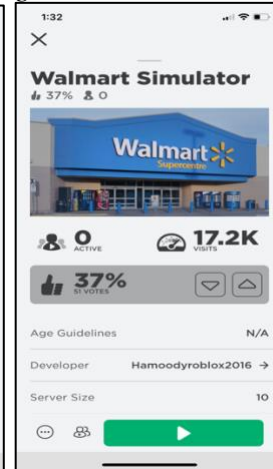 1:32
Walmart Simulator
37% 0
Walmart
Supercentre
0
ACTIVE
17.2K
VISITS
37%
51 VOTES
Age Guidelines N/A
Developer Hamoodyroblox2016 →
Server Size 10